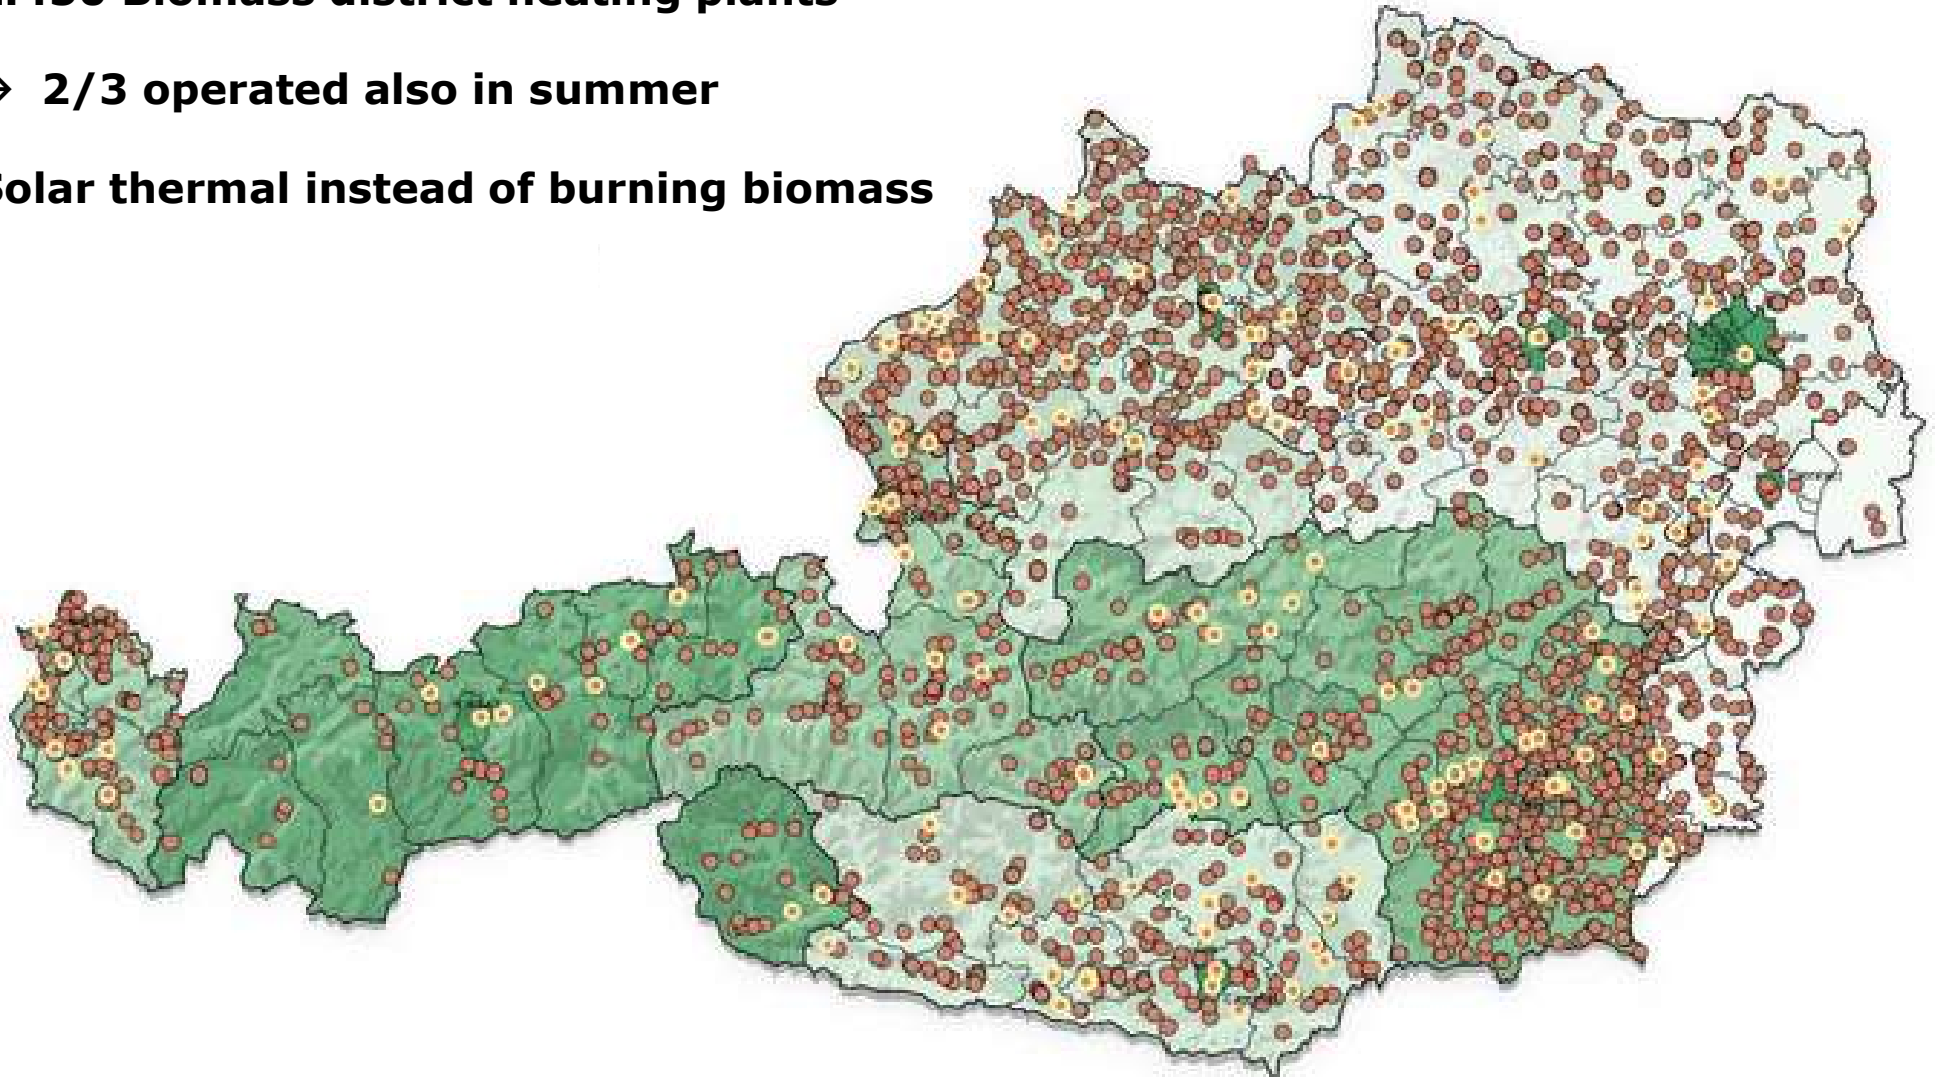 Biomass district heating plants
→ 2/3 operated also in summer
Solar thermal instead of burning biomass